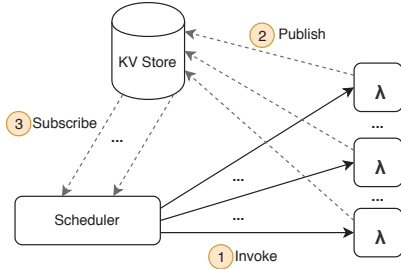 2 Publish
KV Store
λ
3 Subscribe
...
...
λ
...
...
Scheduler
...
λ
1 Invoke